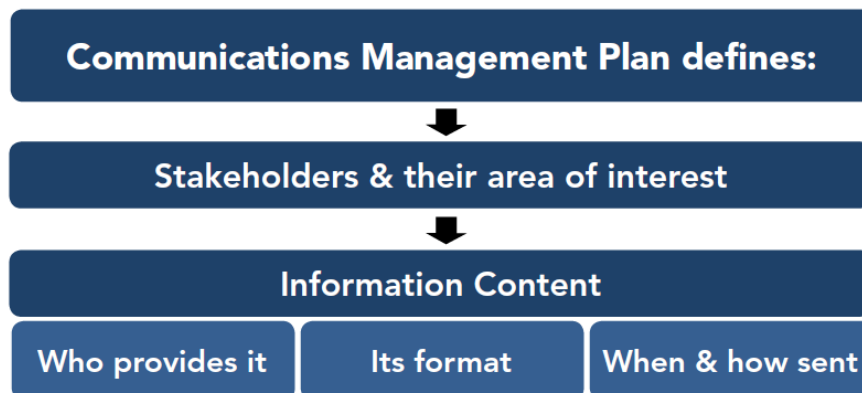 Communications Management Plan defines:
Stakeholders & their area of interest
Information Content
Who provides it
Its format
When & how sent